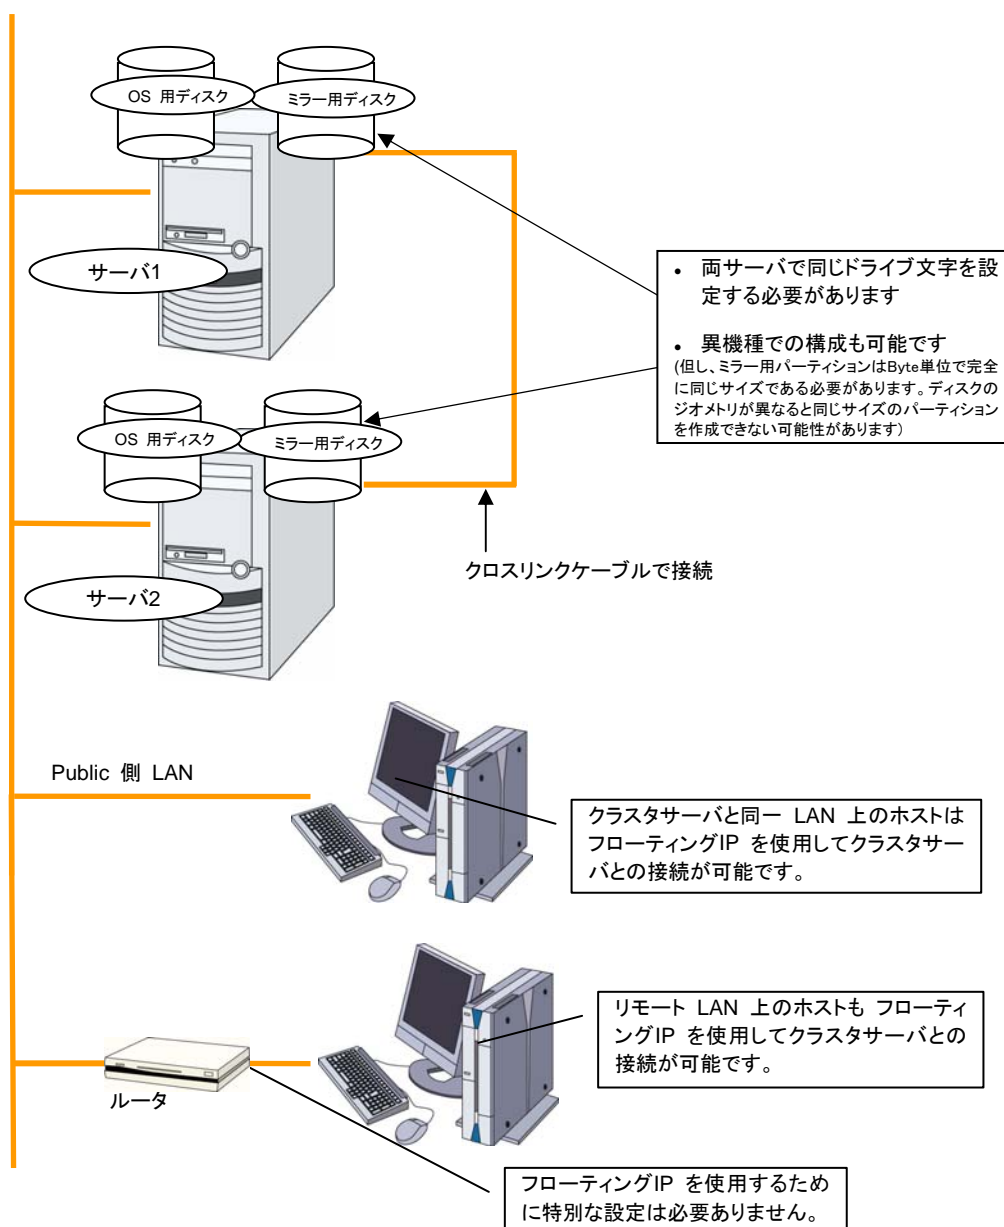 OS 用ディスク
ミラー用ディスク
サーバ1
• 両サーバで同じドライブ文字を設
定する必要があります
• 異機種での構成も可能です
(但し、ミラー用パーティションはByte単位で完全
に同じサイズである必要があります。ディスクの
ジオメトリが異なると同じサイズのパーティション
を作成できない可能性があります)
OS 用ディスク
ミラー用ディスク
クロスリンクケーブルで接続
サーバ2
Public 側 LAN
クラスタサーバと同一 LAN 上のホストは
フローティングIP を使用してクラスタサー
バとの接続が可能です。
リモート LAN 上のホストも フローティ
ングIP を使用してクラスタサーバとの
接続が可能です。
ルータ
フローティングIP を使用するため
に特別な設定は必要ありません。